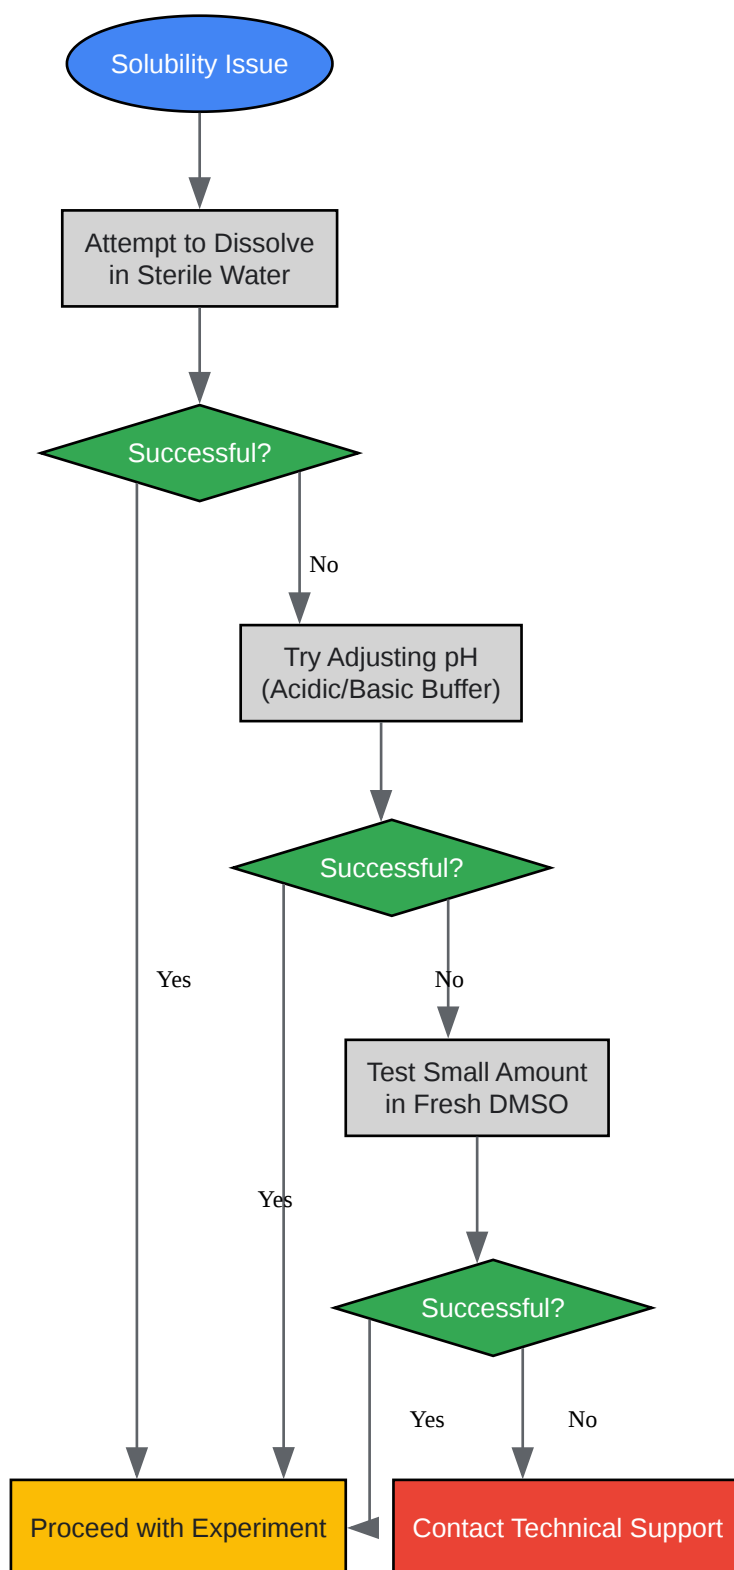 Solubility Issue
Attempt to Dissolve
in Sterile Water
Successful?
No
Try Adjusting pH
(Acidic/Basic Buffer)
Successful?
Yes
No
Test Small Amount
in Fresh DMSO
Yes
Successful?
Yes
No
Proceed with Experiment
Contact Technical Support